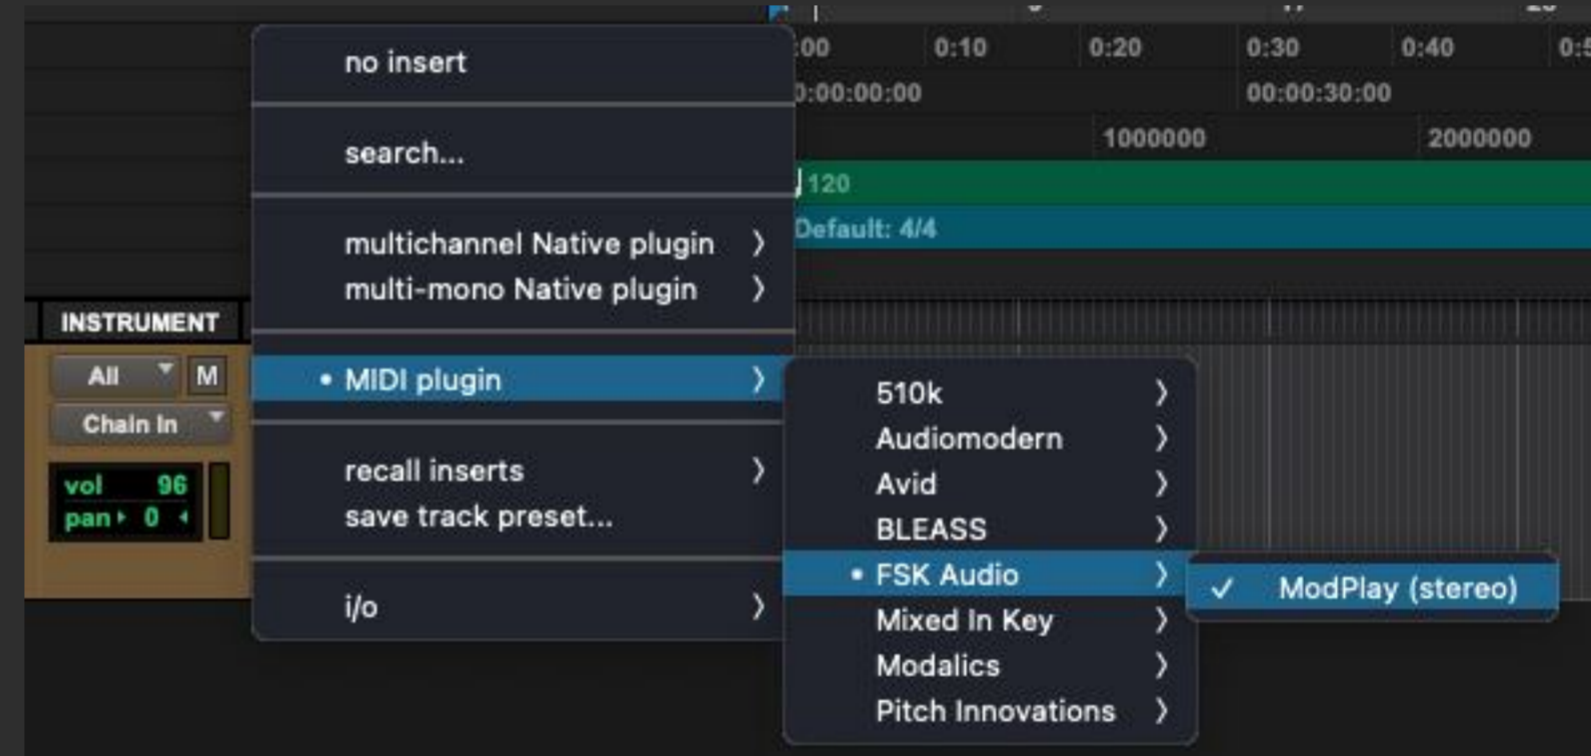 no insert
search...
multichannel Native plugin
multi-mono Native plugin
MIDI plugin
recall inserts
save track preset...
i/o
:00 0:10 0:20 0:30 0:40
0:00:00:00 00:00:30:00
1000000 2000000
120
Default: 4/4
INSTRUMENT
All M
Chain In
vol 96
pan 0
510k
Audiomodern
Avid
BLEASS
FSK Audio
Mixed In Key
Modalics
Pitch Innovations
✓ ModPlay (stereo)